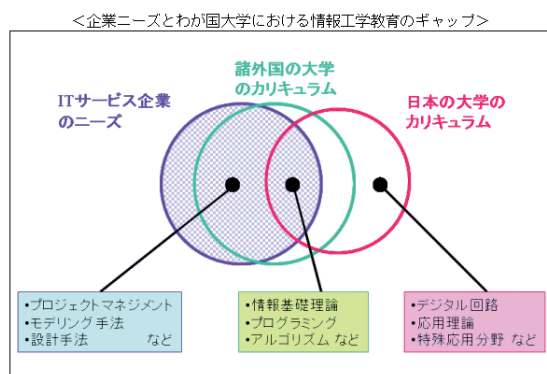 ＜企業ニーズとわが国大学における情報工学教育のギャップ＞
諸外国の大学
のカリキュラム
ITサービス企業
のニーズ
日本の大学の
カリキュラム
•プロジェクトマネジメント
•モデリング手法
•設計手法 など
•情報基礎理論
•プログラミング
•アルゴリズム など
•デジタル回路
•応用理論
•特殊応用分野 など